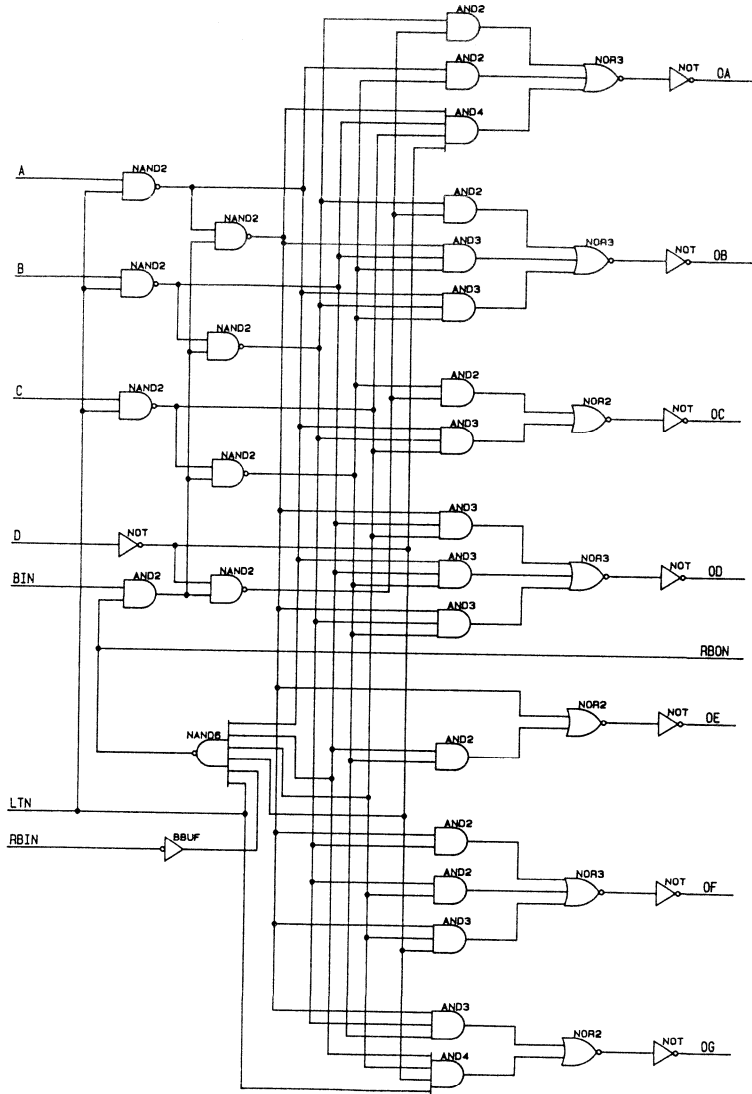 AND2
AND2
NOR3
NOT
OA
AND4
A
NAND2
NAND2
AND2
NOR3
NOT
OB
AND3
B
NAND2
AND3
NAND2
C
NAND2
AND2
NOR2
NOT
OC
AND3
NAND2
AND3
D
NOT
AND3
NOR3
NOT
OD
BIN
AND2
NAND2
AND3
RBON
NOR2
NOT
OE
NAND6
AND2
LTN
RBIN
BBUF
AND2
AND2
NOR3
NOT
OF
AND3
AND3
NOR2
NOT
OG
AND4